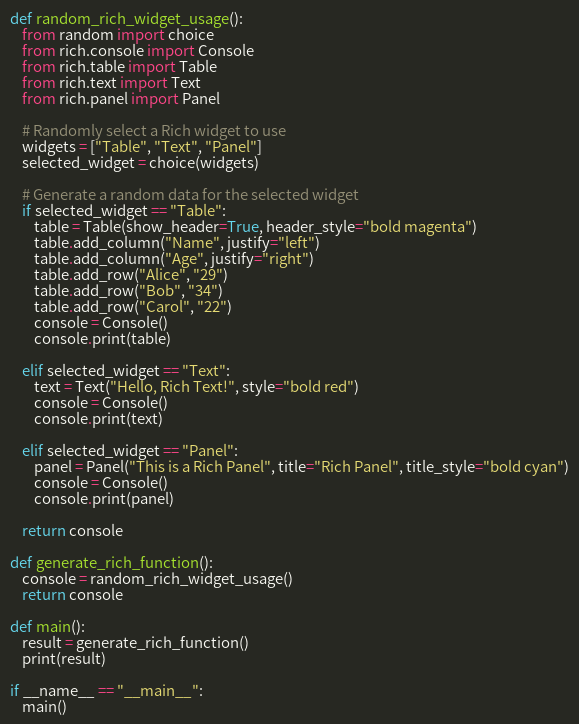 def random_rich_widget_usage():
    from random import choice
    from rich.console import Console
    from rich.table import Table
    from rich.text import Text
    from rich.panel import Panel

    # Randomly select a Rich widget to use
    widgets = ["Table", "Text", "Panel"]
    selected_widget = choice(widgets)

    # Generate a random data for the selected widget
    if selected_widget == "Table":
        table = Table(show_header=True, header_style="bold magenta")
        table.add_column("Name", justify="left")
        table.add_column("Age", justify="right")
        table.add_row("Alice", "29")
        table.add_row("Bob", "34")
        table.add_row("Carol", "22")
        console = Console()
        console.print(table)

    elif selected_widget == "Text":
        text = Text("Hello, Rich Text!", style="bold red")
        console = Console()
        console.print(text)

    elif selected_widget == "Panel":
        panel = Panel("This is a Rich Panel", title="Rich Panel", title_style="bold cyan")
        console = Console()
        console.print(panel)

    return console

def generate_rich_function():
    console = random_rich_widget_usage()
    return console

def main():
    result = generate_rich_function()
    print(result)

if __name__ == "__main__":
    main()